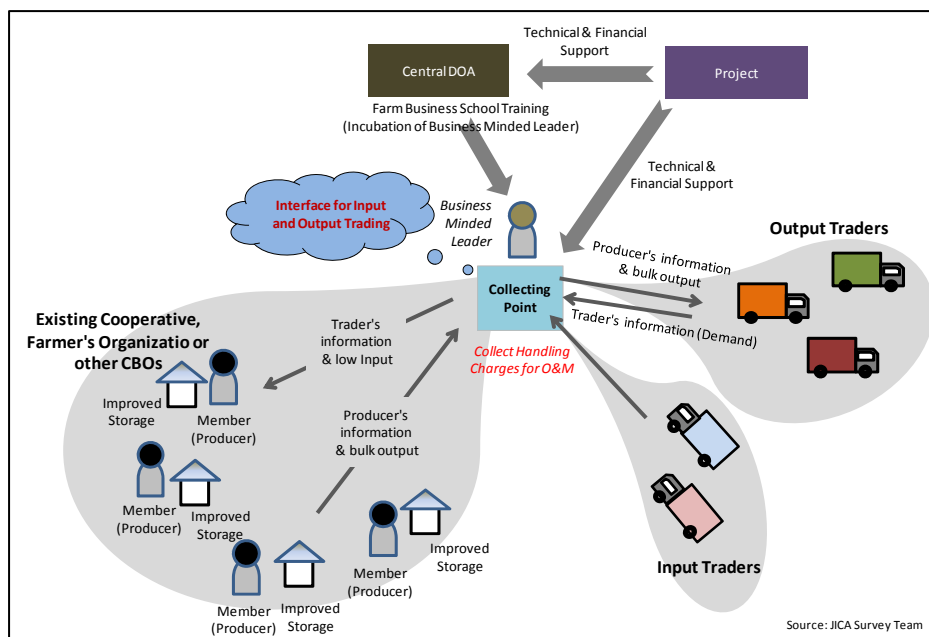 Technical & Financial
Support
Central DOA
Project
Farm Business School Training
(Incubation of Business Minded Leader)
Technical &
Financial Support
Interface for Input
and Output Trading
Business
Minded
Leader
Output Traders
Producer's information
& bulk output
Collecting
Point
Trader's information (Demand)
Existing Cooperative,
Farmer's Organizatio or
other CBOs
Trader's
information
& low Input
Collect Handling
Charges for O&M
Improved
Storage
Member
(Producer)
Producer's
information
& bulk output
Member
(Producer)
Improved
Storage
Improved
Storage
Member
(Producer)
Member
(Producer)
Improved
Storage
Input Traders
Source: JICA Survey Team